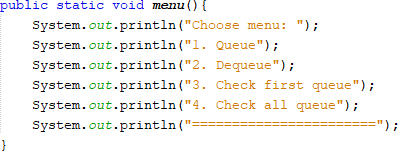 public static void menu(){
System.out.println("Choose menu: ");
System.out.println("1. Queue");
System.out.println("2. Dequeue");
System.out.println("3. Check first queue");
System.out.println("4. Check all queue");
System.out.println("=======================");
}